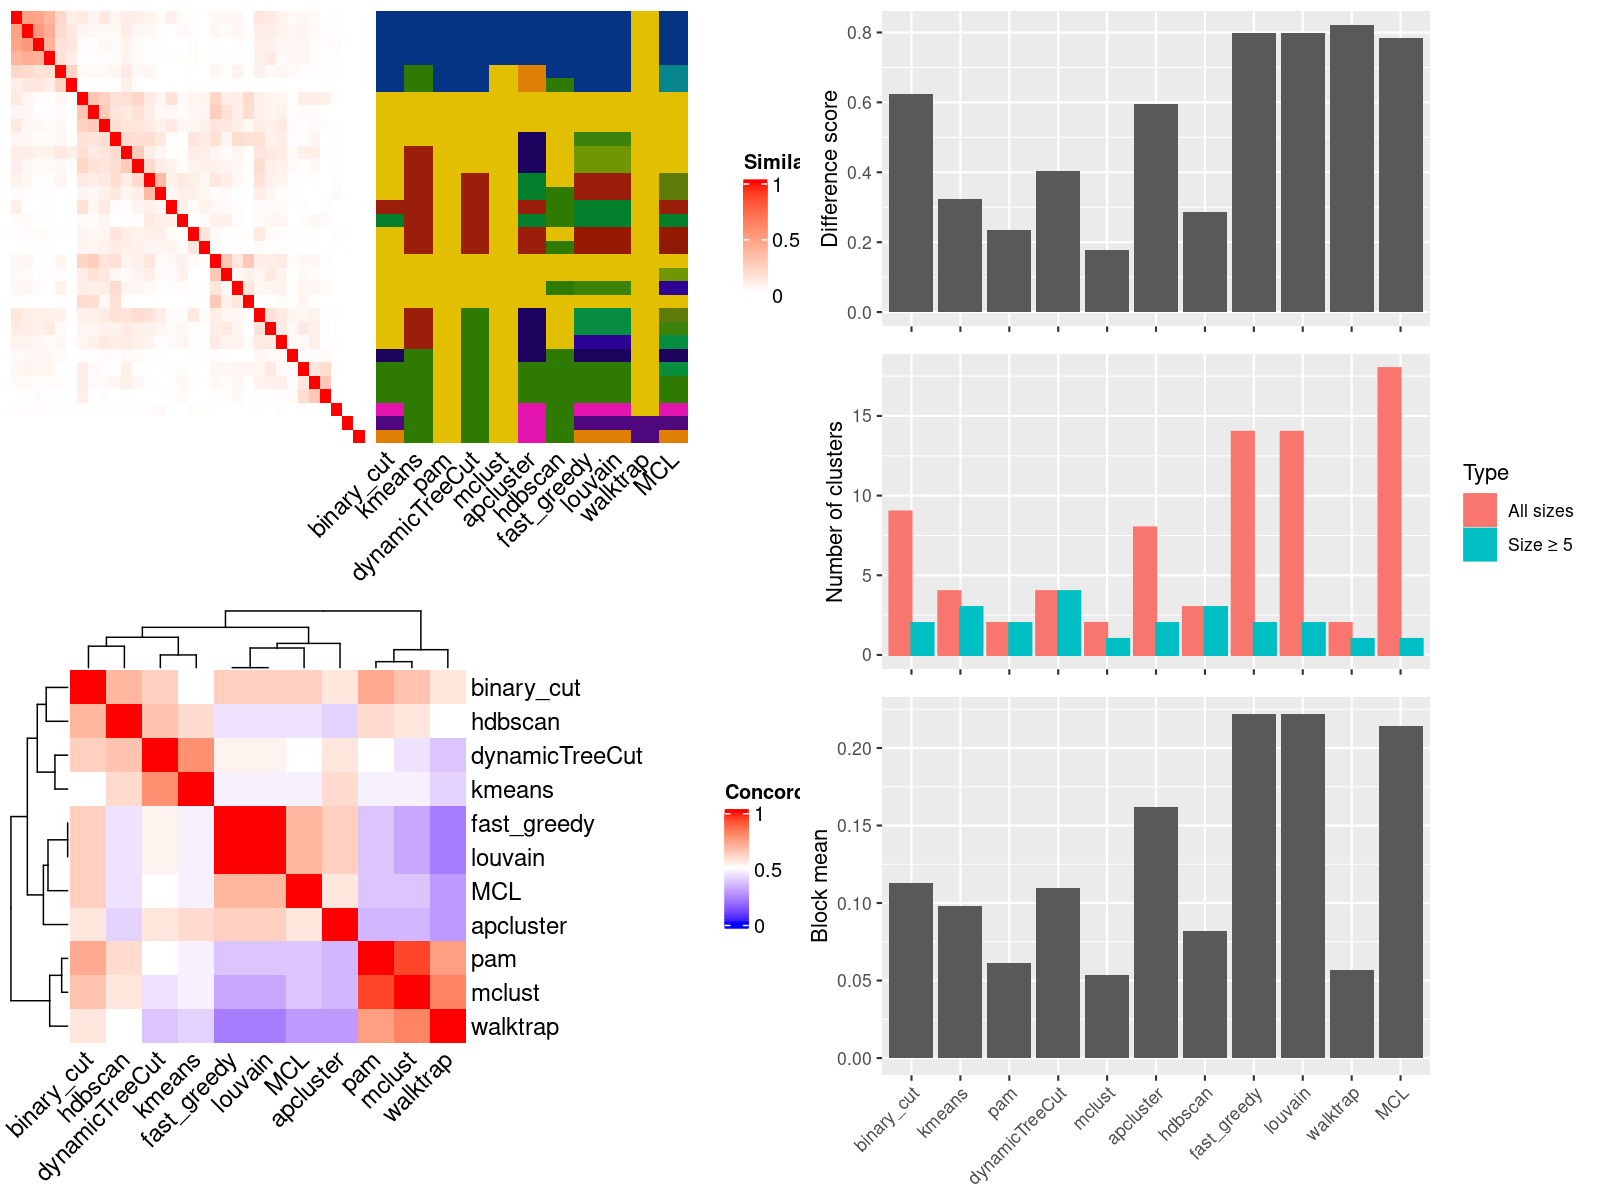 Simila
1
0.5
0
binary_cut
kmeans
pam
dynamicTreeCut
mclust
apcluster
hdbscan
fast_greedy
louvain
walktrap
MCL
binary_cut
hdbscan
dynamicTreeCut
kmeans
fast_greedy
louvain
MCL
apcluster
pam
mclust
walktrap
Concord
1
0.5
0
binary_cut
hdbscan
dynamicTreeCut
kmeans
fast_greedy
louvain
MCL
apcluster
pam
mclust
walktrap
Difference score
0.8
0.6
0.4
0.2
0.0
Number of clusters
15
10
5
0
Type
All sizes
Size ≥ 5
Block mean
0.20
0.15
0.10
0.05
0.00
binary_cut
kmeans
pam
dynamicTreeCut
mclust
apcluster
hdbscan
fast_greedy
louvain
walktrap
MCL